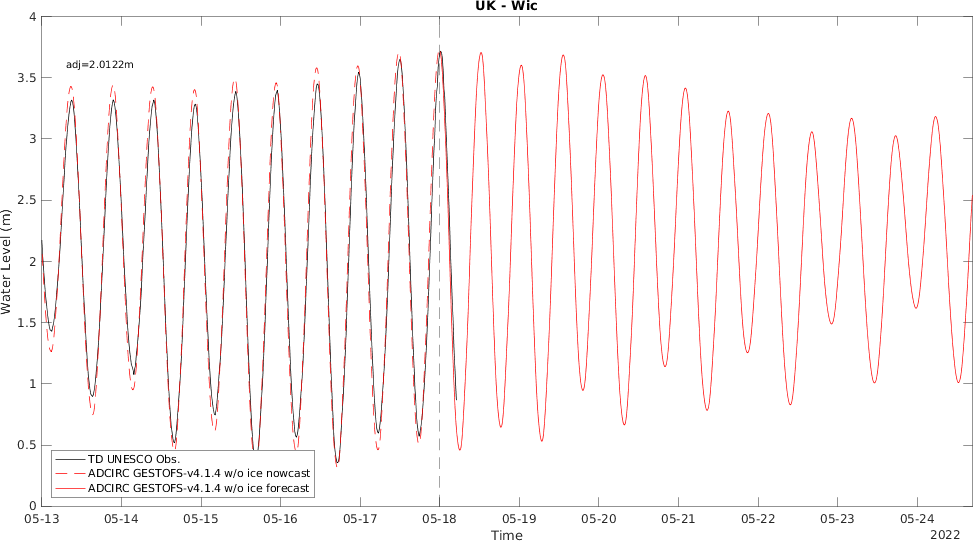 UK - Wic
4
adj=2.0122m
3.5
3
2.5
2
1.5
1
0.5
0
Water Level (m)
TD UNESCO Obs.
ADCIRC GESTOFS-v4.1.4 w/o ice nowcast
ADCIRC GESTOFS-v4.1.4 w/o ice forecast
05-13 05-14 05-15 05-16 05-17 05-18 05-19 05-20 05-21 05-22 05-23 05-24
Time
2022